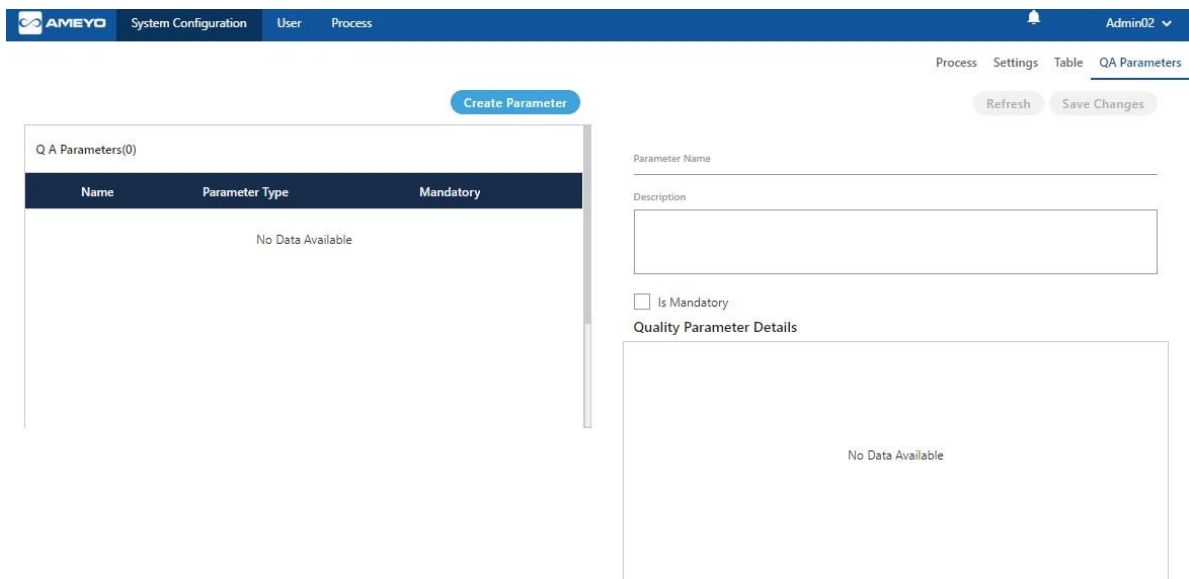 AMEYO System Configuration User Process Admin02
Process Settings Table QA Parameters
Create Parameter
Refresh Save Changes
Q A Parameters(0)
Name Parameter Type Mandatory
No Data Available
Parameter Name
Description
Is Mandatory
Quality Parameter Details
No Data Available